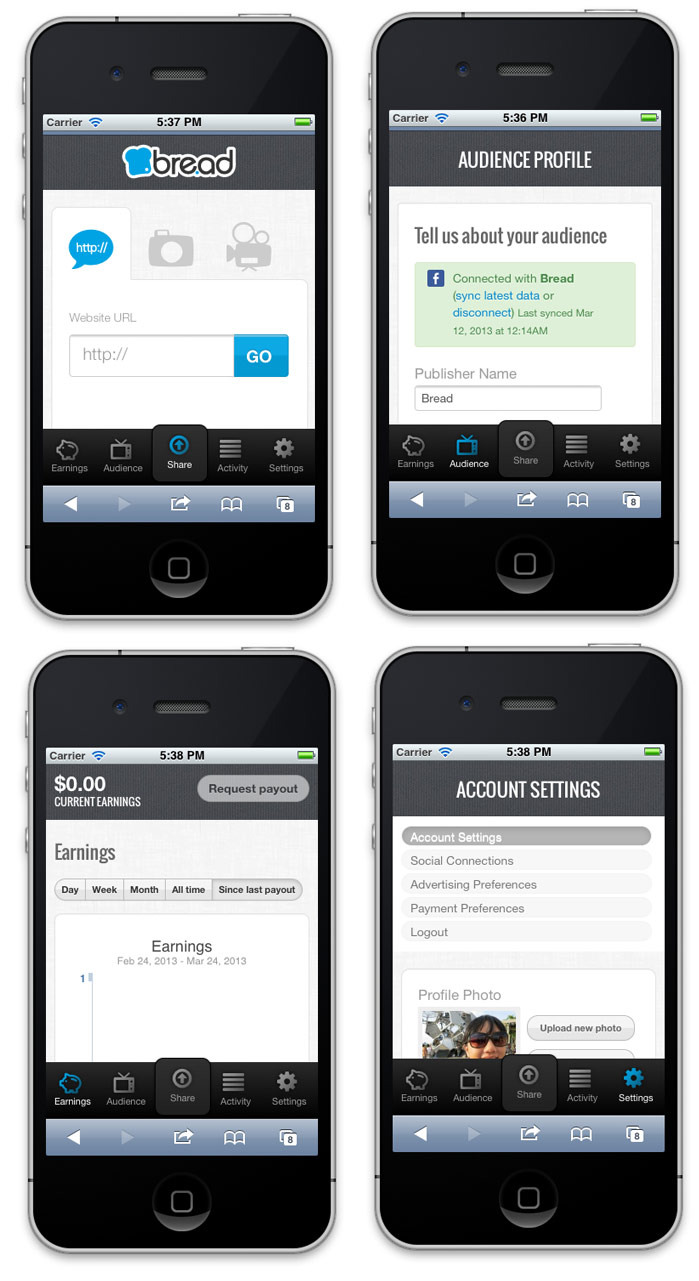 Carrier 5:37 PM
bread
http://
Website URL
http:// GO
Earnings Audience Share Activity Settings
8
Carrier 5:36 PM
AUDIENCE PROFILE
Tell us about your audience
f Connected with Bread
(sync latest data or
disconnect) Last synced Mar
12, 2013 at 12:14AM
Publisher Name
Bread
Earnings Audience Share Activity Settings
8
Carrier 5:38 PM
$0.00
CURRENT EARNINGS
Request payout
Earnings
Day Week Month All time Since last payout
Earnings
Feb 24, 2013 - Mar 24, 2013
1
Earnings Audience Share Activity Settings
8
Carrier 5:38 PM
ACCOUNT SETTINGS
Account Settings
Social Connections
Advertising Preferences
Payment Preferences
Logout
Profile Photo
Upload new photo
Earnings Audience Share Activity Settings
8